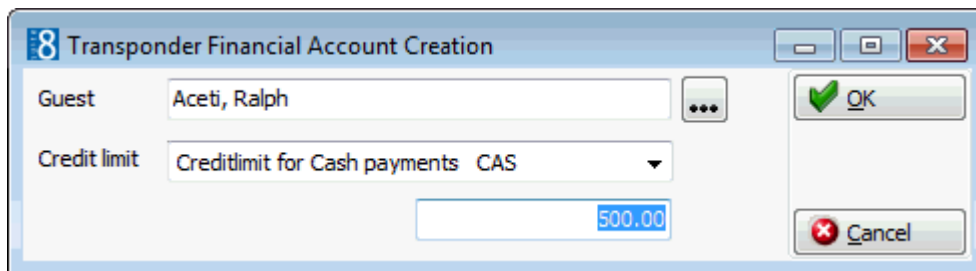 8 Transponder Financial Account Creation
Guest Aceti, Ralph ... OK
Credit limit Creditlimit for Cash payments CAS
500.00
Cancel